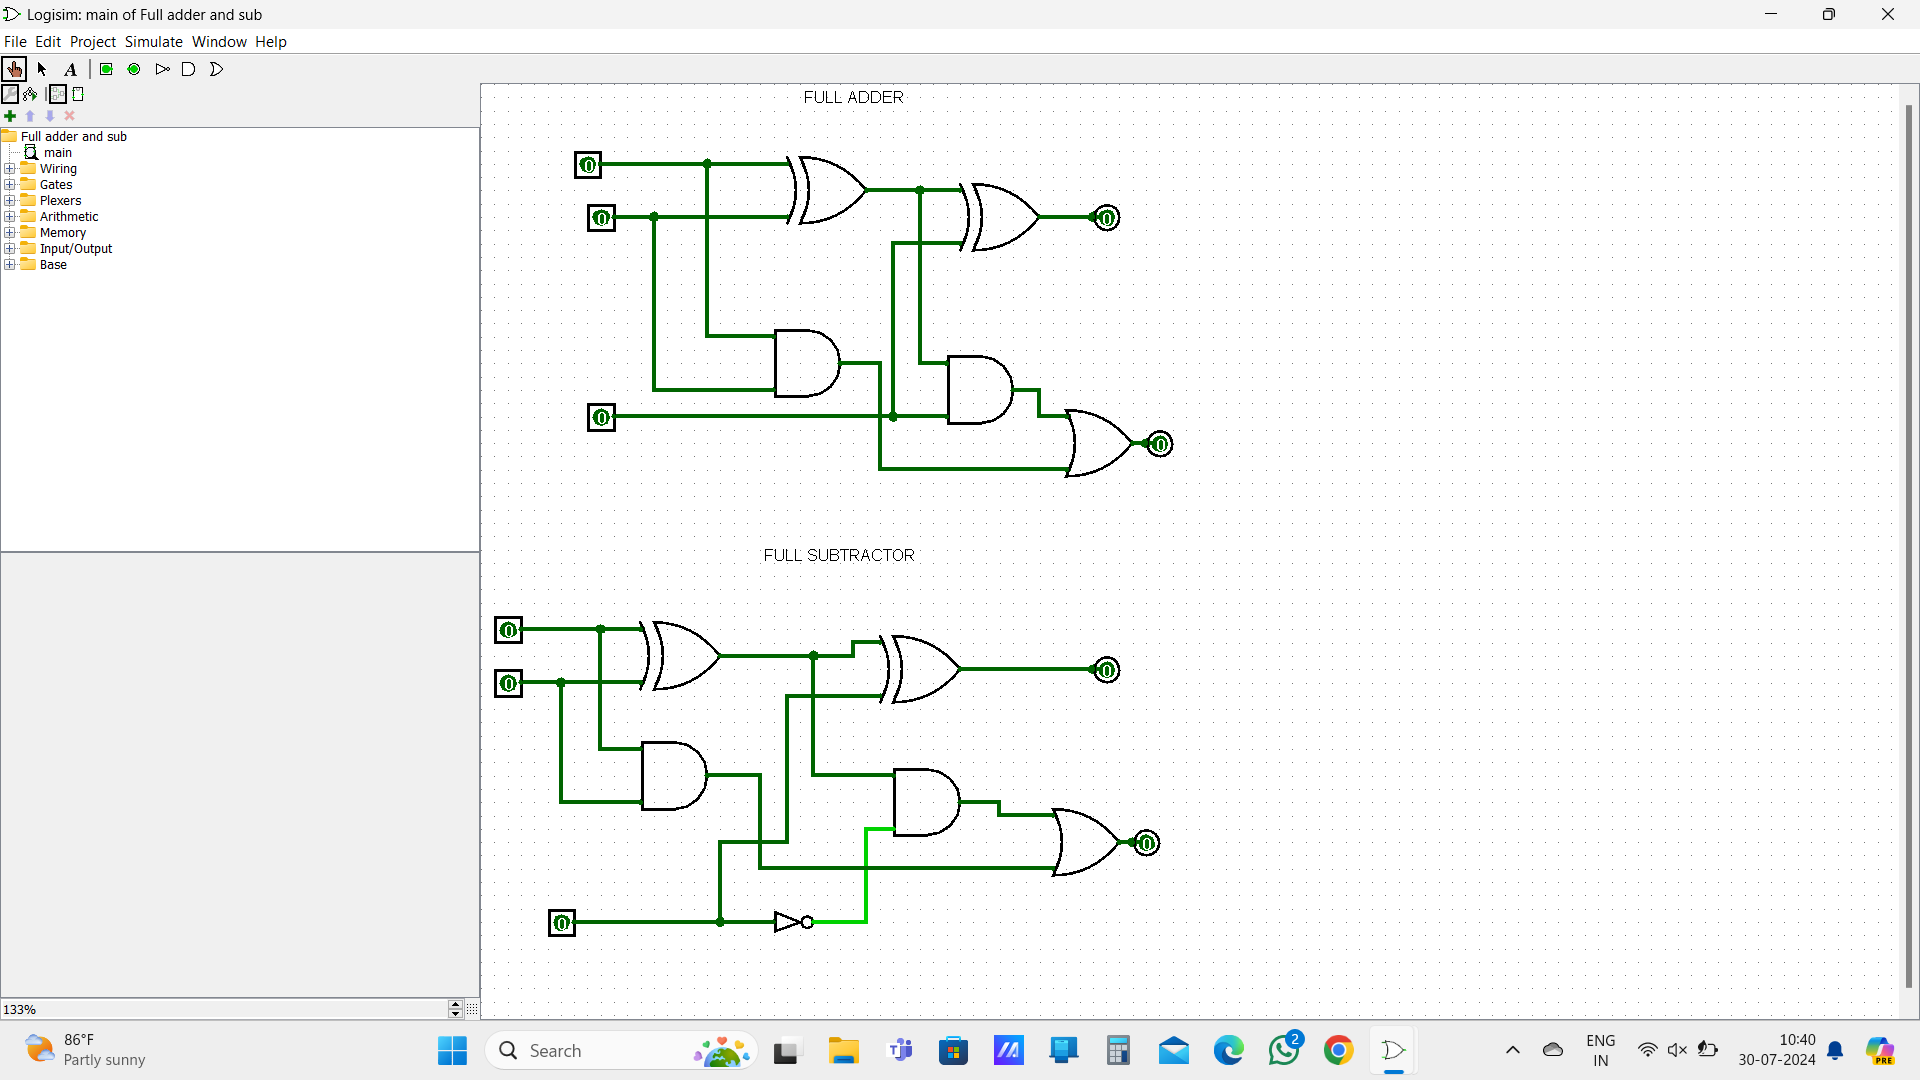 Logisim: main of Full adder and sub
File Edit Project Simulate Window Help
A
FULL ADDER
Full adder and sub
main
Wiring
Gates
Plexers
Arithmetic
Memory
Input/Output
Base
0
0
0
0
0
FULL SUBTRACTOR
0
0
0
0
0
133%
86°F
Partly sunny
Search
2
ENG
IN
10:40
30-07-2024
PRE